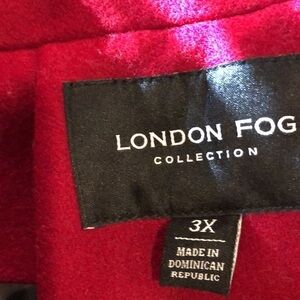 LONDON FOG
COLLECTION
3X
MADE IN
DOMINICAN
REPUBLIC